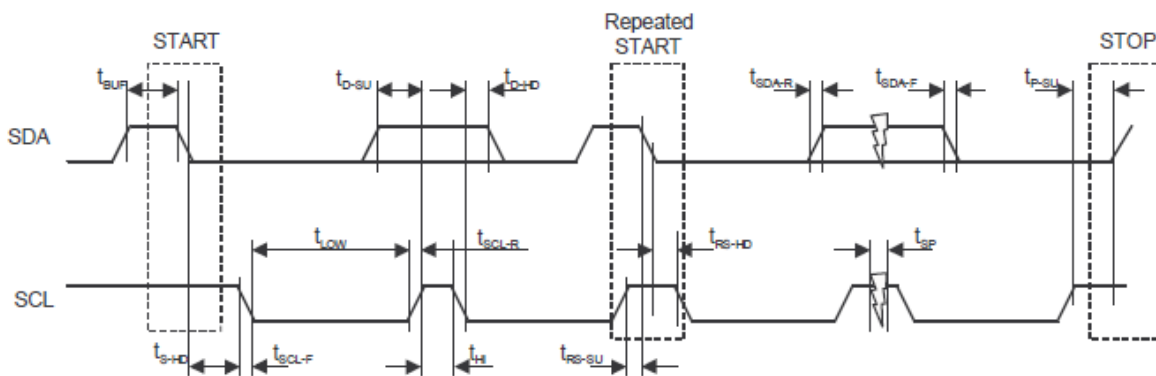 Repeated
START
START
STOP
tBUF
tD-SU
tD-HD
tSDA-R
tSDA-F
tP-SU
SDA
tLOW
tSCL-R
tRS-HD
tSP
SCL
tS-HD
tSCL-F
tHI
tRS-SU